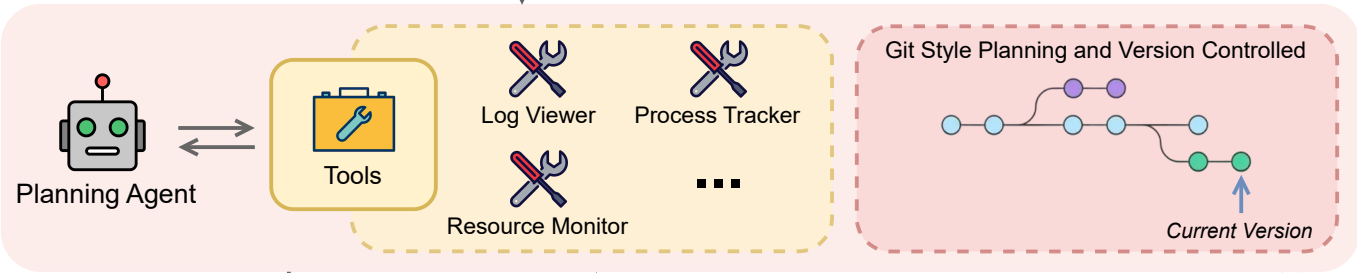 Git Style Planning and Version Controlled
Log Viewer
Process Tracker
Tools
Planning Agent
Resource Monitor
...
Current Version